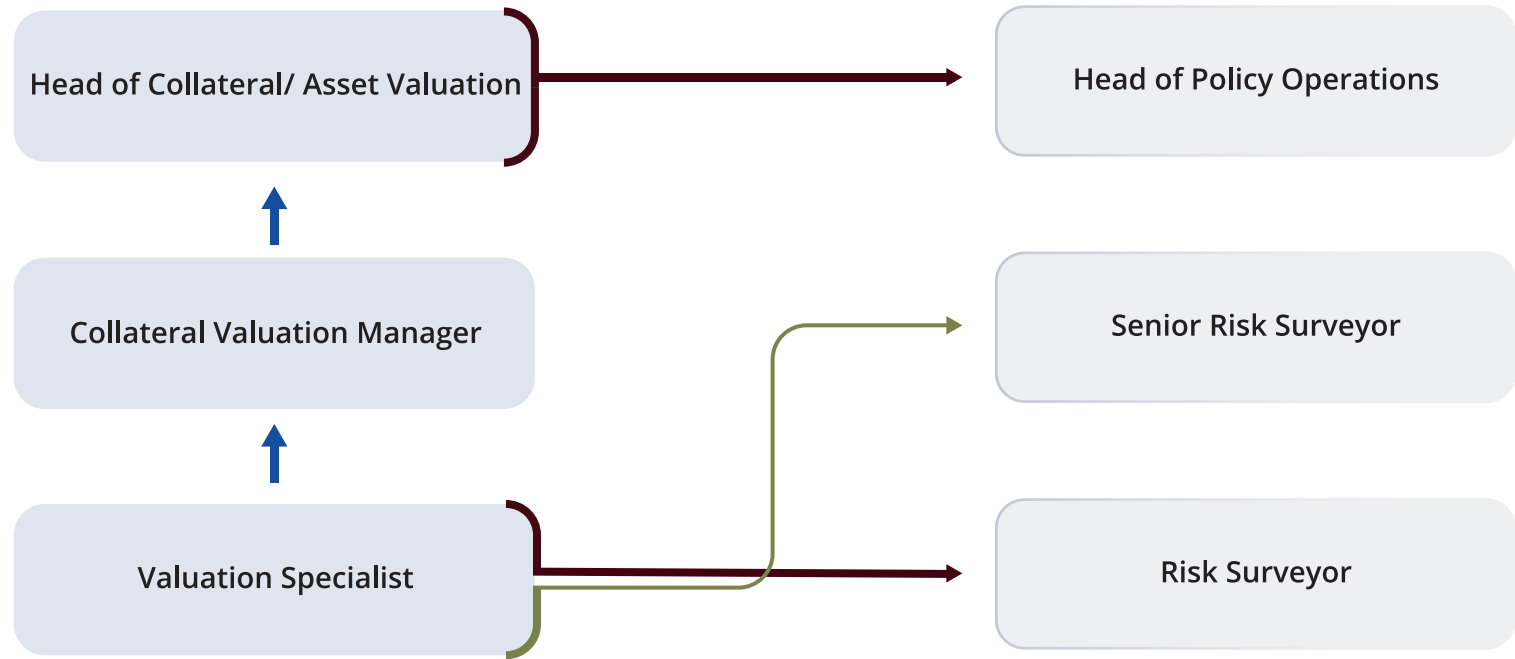 Head of Collateral/ Asset Valuation
Head of Policy Operations
Collateral Valuation Manager
Senior Risk Surveyor
Valuation Specialist
Risk Surveyor